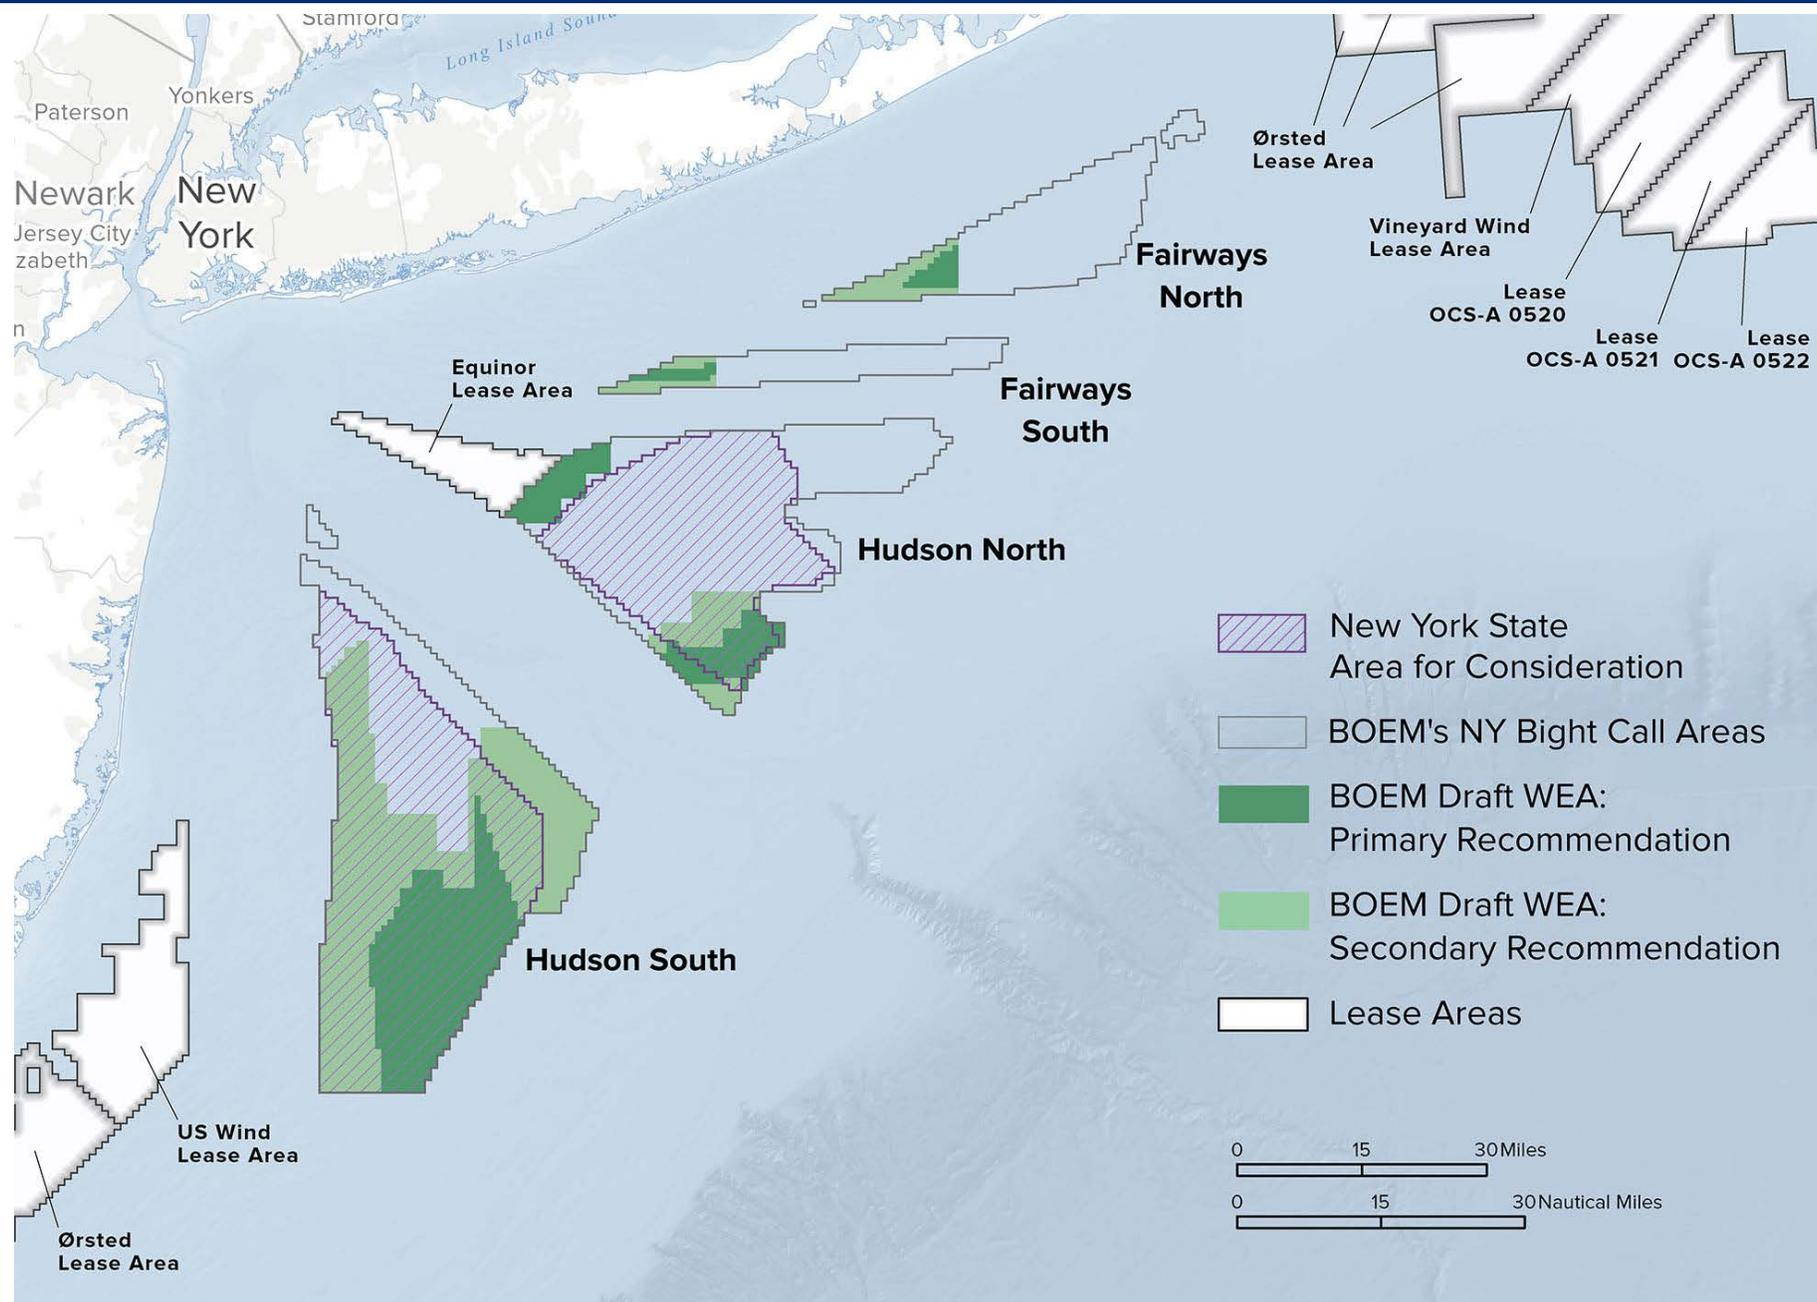 Stamford
Long Island Sound
Yonkers
Paterson
Newark
New
York
Jersey City
zabeth
n
Ørsted
Lease Area
Vineyard Wind
Lease Area
Lease
OCS-A 0520
Lease
OCS-A 0521
Lease
OCS-A 0522
Fairways
North
Equinor
Lease Area
Fairways
South
Hudson North
Hudson South
US Wind
Lease Area
Ørsted
Lease Area
New York State
Area for Consideration
BOEM's NY Bight Call Areas
BOEM Draft WEA:
Primary Recommendation
BOEM Draft WEA:
Secondary Recommendation
Lease Areas
0 15 30 Miles
0 15 30 Nautical Miles